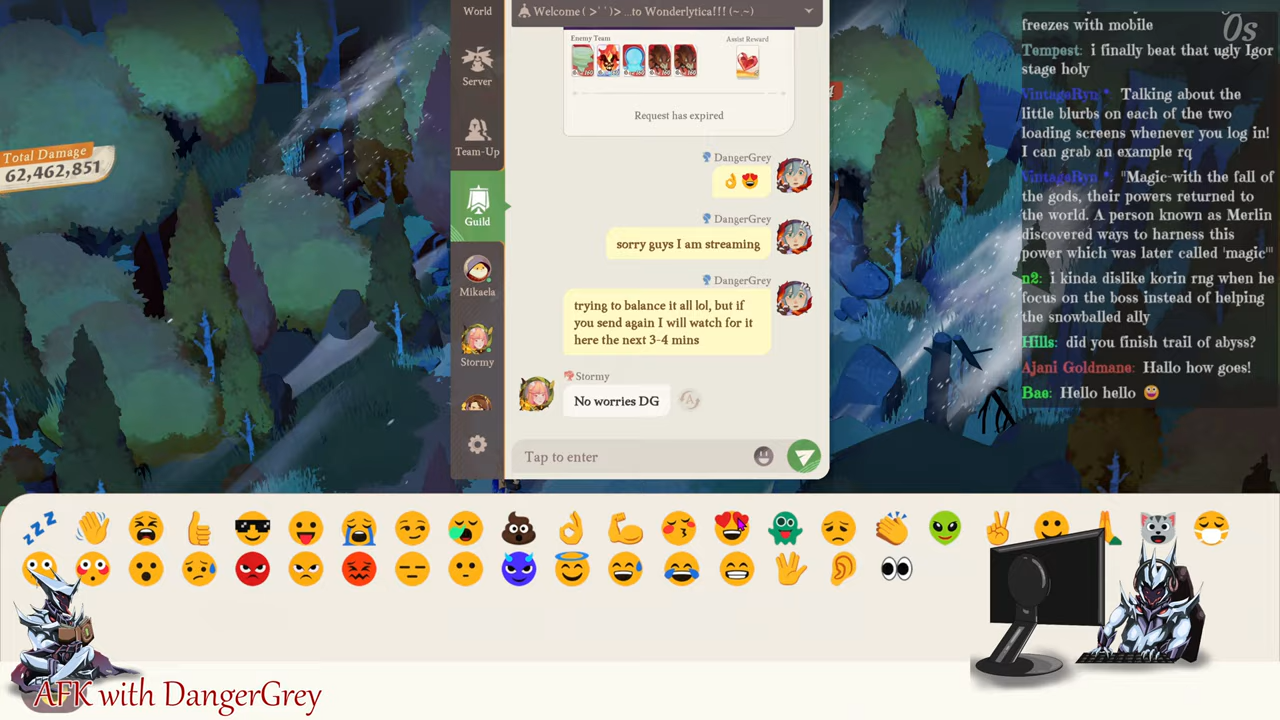 World
Server
Team-Up
Guild
Mikaela
Stormy
Total Damage
62,462,851
Welcome ( >'')> ...to Wonderlytica!!! (~.~)
Enemy Team
Assist Reward
160
160
160
160
160
Request has expired
DangerGrey
👌😍
DangerGrey
sorry guys I am streaming
DangerGrey
trying to balance it all lol, but if
you send again I will watch for it
here the next 3-4 mins
Stormy
No worries DG
Tap to enter
0s
freezes with mobile
Tempest: i finally beat that ugly Igor
stage holy
VintageRyn *: Talking about the
little blurbs on each of the two
loading screens whenever you log in!
I can grab an example rq
VintageRyn *: "Magic with the fall of
the gods, their powers returned to
the world. A person known as Merlin
discovered ways to harness this
power which was later called 'magic'"
n2: i kinda dislike korin rng when he
focus on the boss instead of helping
the snowballed ally
Hills: did you finish trail of abyss?
Ajani Goldmane: Hallo how goes!
Bae: Hello hello
AFK with DangerGrey